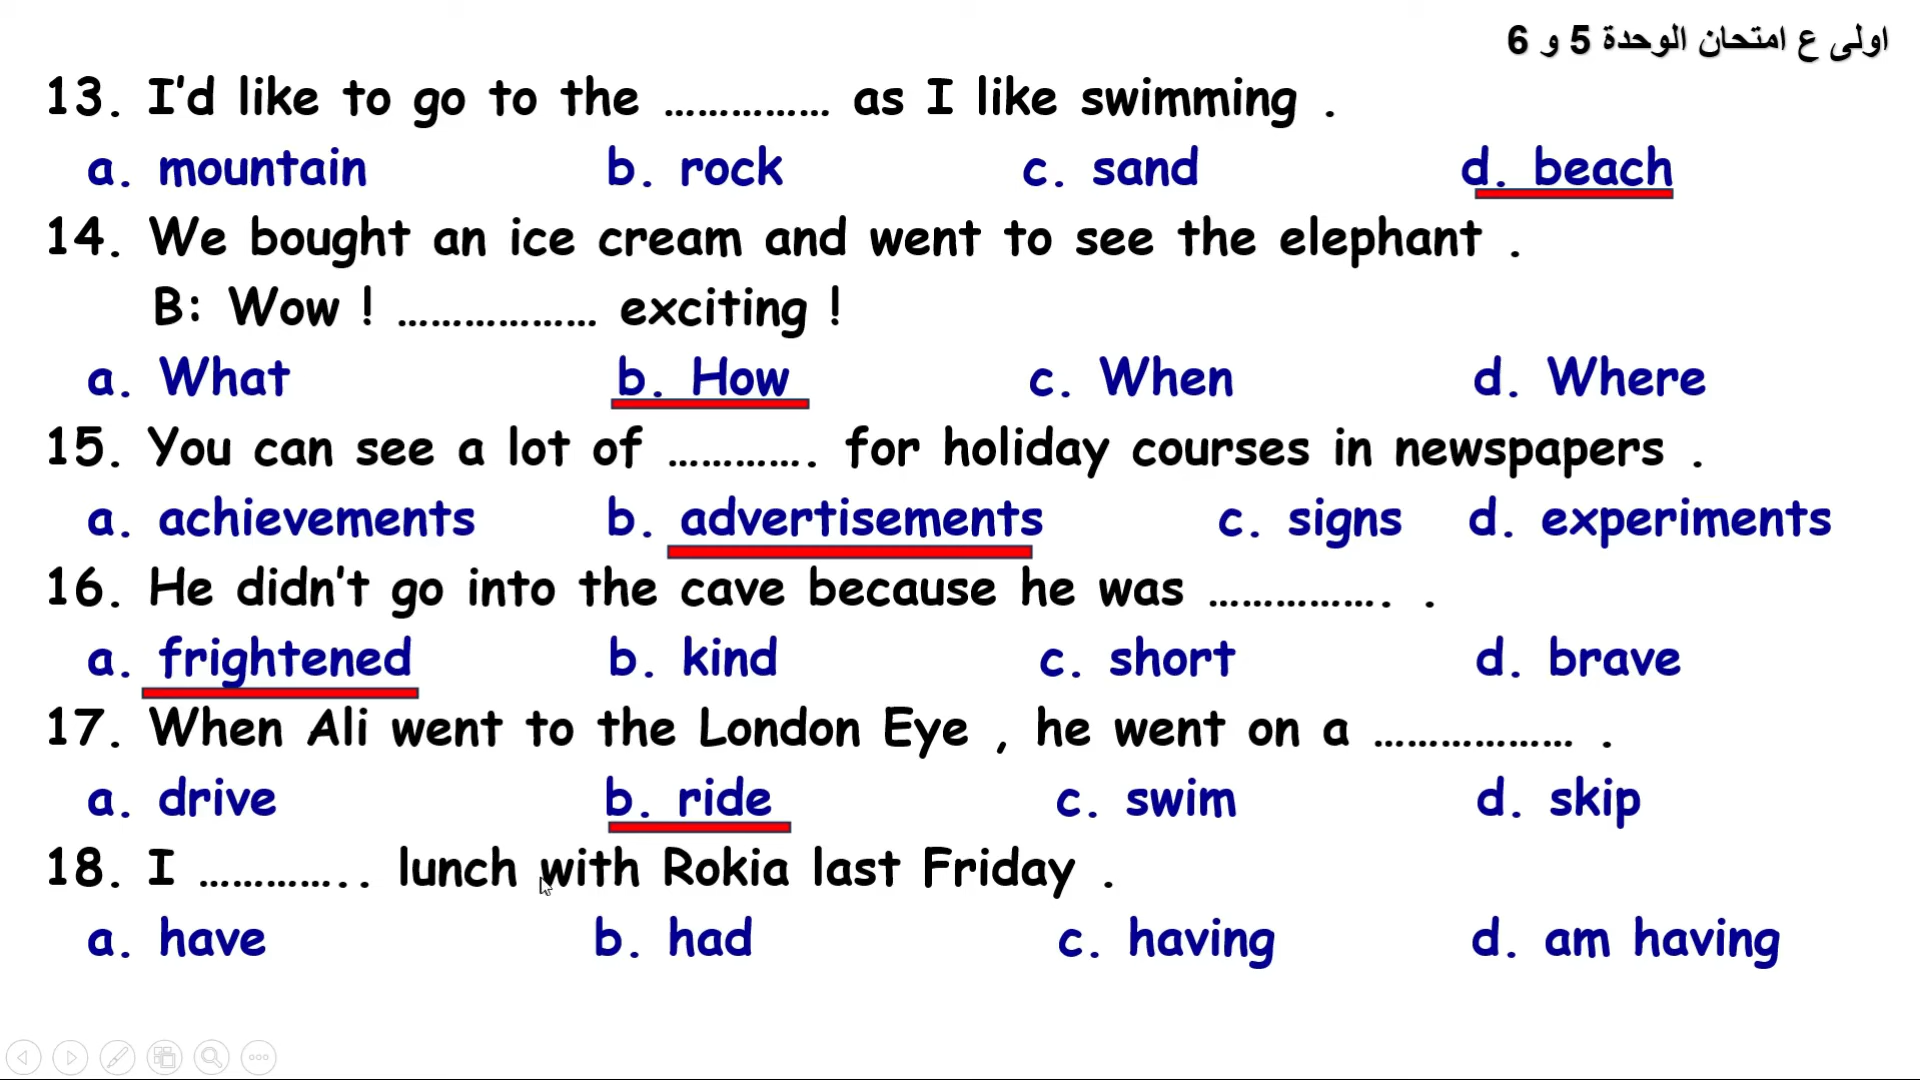 اولى ع امتحان الوحدة 5 و 6
13. I'd like to go to the …………… as I like swimming .
a. mountain b. rock c. sand d. beach
14. We bought an ice cream and went to see the elephant .
B: Wow ! ……………… exciting !
a. What b. How c. When d. Where
15. You can see a lot of …………. for holiday courses in newspapers .
a. achievements b. advertisements c. signs d. experiments
16. He didn't go into the cave because he was ……………. .
a. frightened b. kind c. short d. brave
17. When Ali went to the London Eye , he went on a ……………… .
a. drive b. ride c. swim d. skip
18. I ………….. lunch with Rokia last Friday .
a. have b. had c. having d. am having